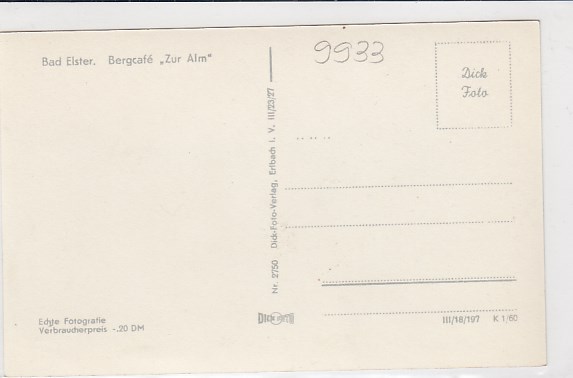 Bad Elster. Bergcafé „Zur Alm"
9933
Dick
Foto
Nr. 2750 Dick-Foto-Verlag, Erlbach i. V. III/23/27
Echte Fotografie
Verbraucherpreis -.20 DM
DICK FOTO
III/18/197 K 1/60